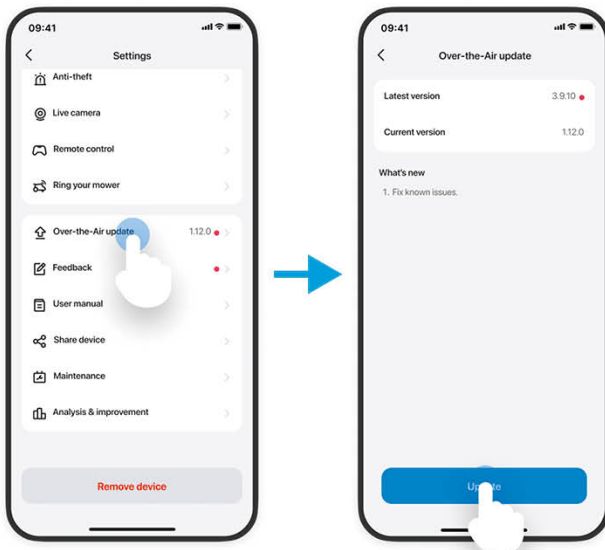 09:41
Settings
Anti-theft
Live camera
Remote control
Ring your mower
Over-the-Air update 1.12.0
Feedback
User manual
Share device
Maintenance
Analysis & improvement
Remove device
09:41
Over-the-Air update
Latest version 3.9.10
Current version 1.12.0
What's new
1. Fix known issues.
Update